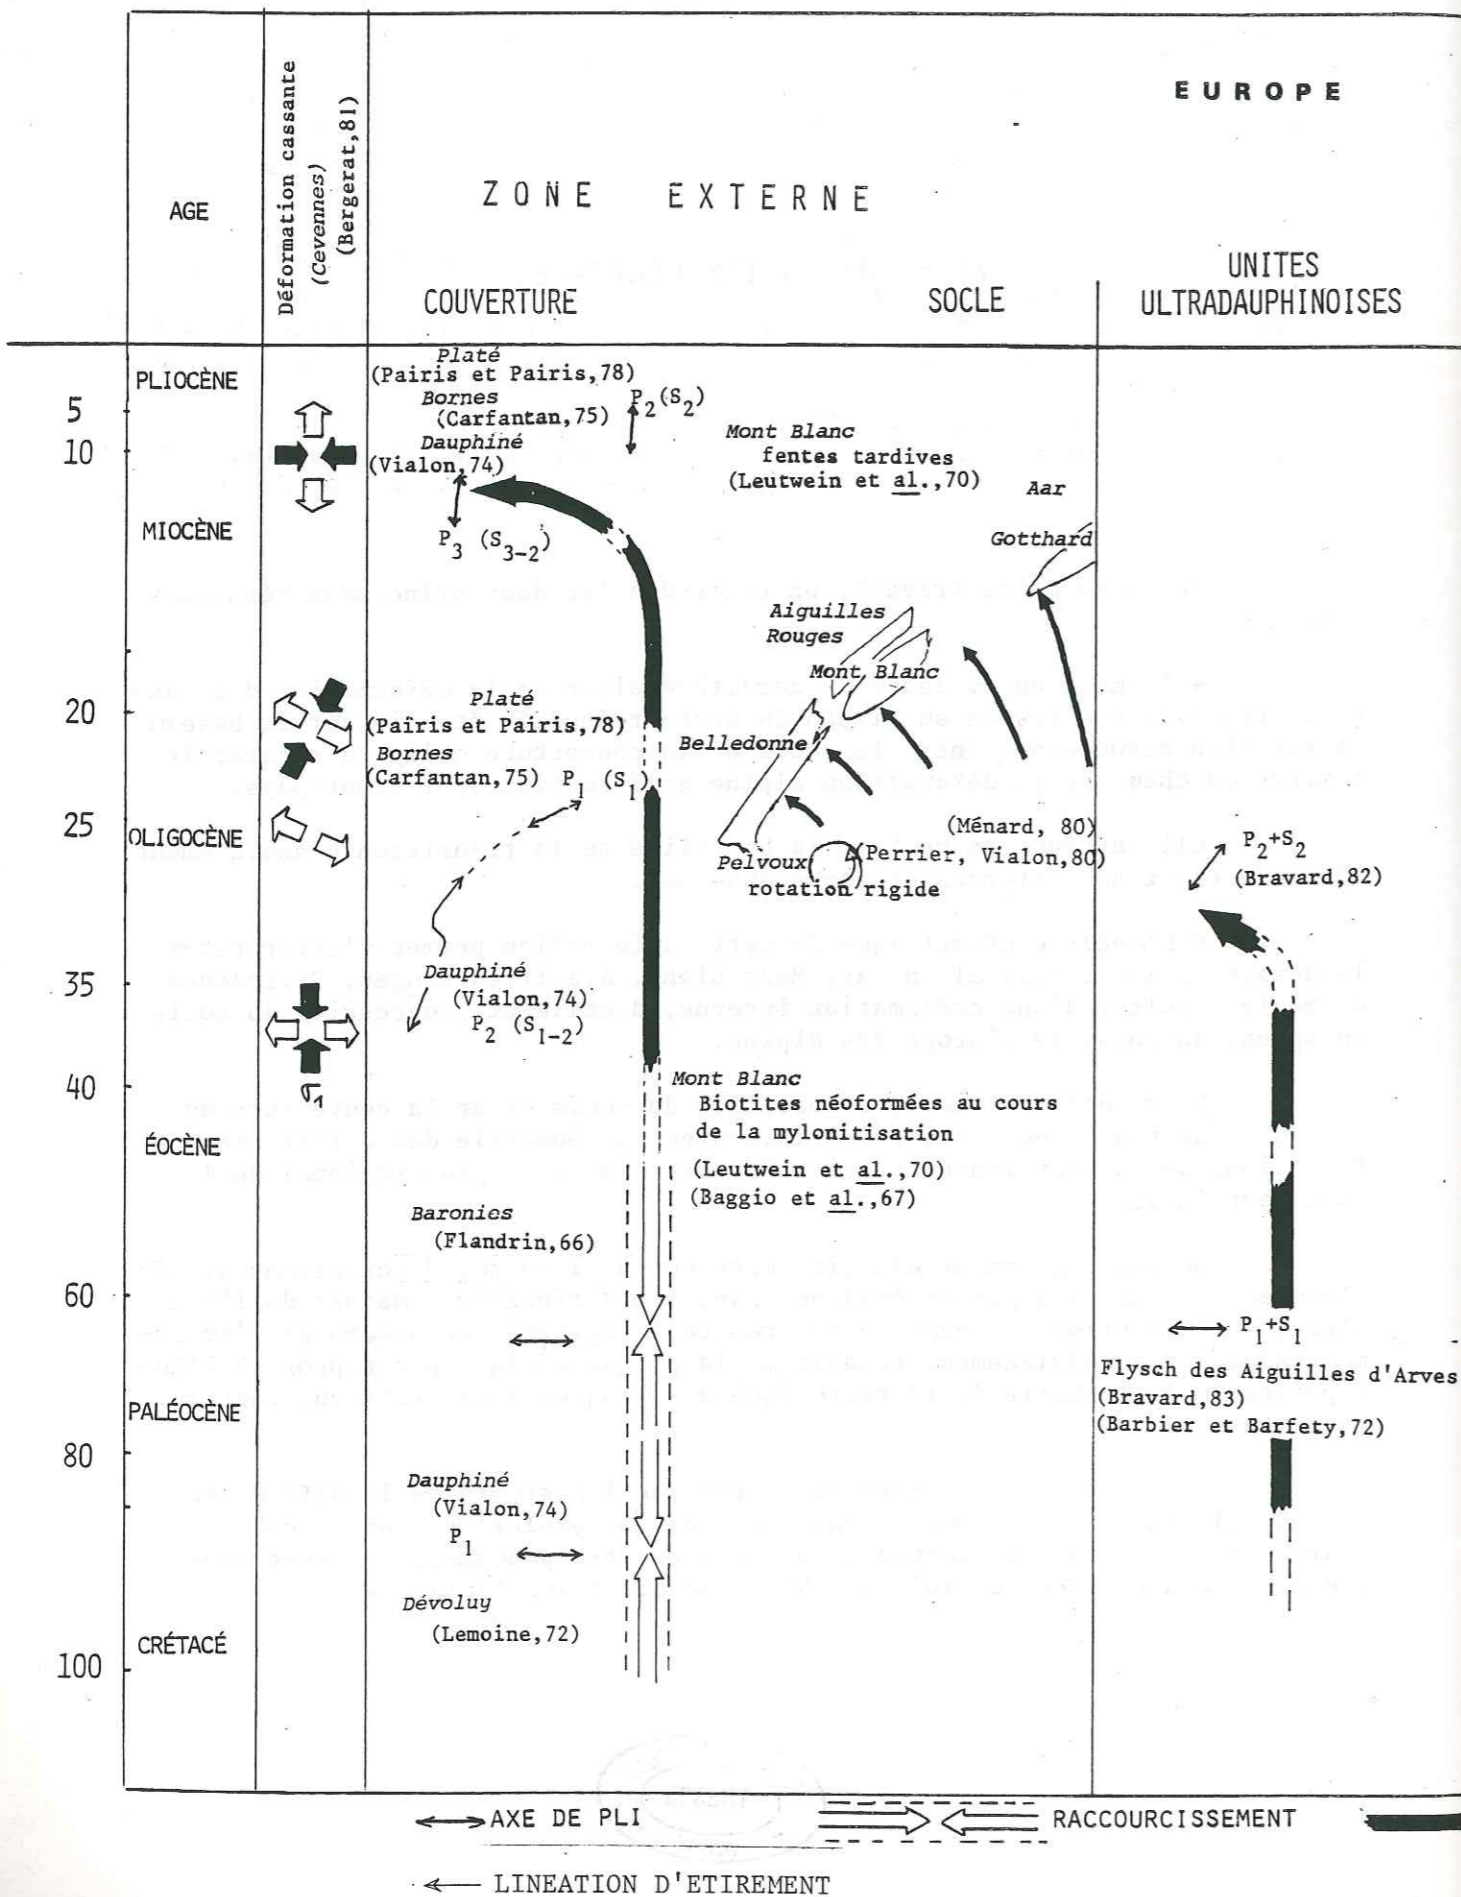 EUROPE
Déformation cassante
(Cevennes)
(Bergerat,81)
AGE
ZONE EXTERNE
COUVERTURE
SOCLE
UNITES
ULTRADAUPHINOISES
PLIOCÈNE
5
10
MIOCÈNE
20
25
OLIGOCÈNE
35
40
ÉOCÈNE
60
PALÉOCÈNE
80
CRÉTACÉ
100
σ1
Platé
(Pairis et Pairis,78)
Bornes
(Carfantan,75)
P2(S2)
Dauphiné
(Vialon,74)
P3 (S3-2)
Mont Blanc
fentes tardives
(Leutwein et al.,70)
Aar
Gotthard
Aiguilles
Rouges
Mont Blanc
Belledonne
Platé
(Pairis et Pairis,78)
Bornes
(Carfantan,75) P1 (S1)
(Ménard, 80)
Pelvoux
(Perrier, Vialon,80)
rotation rigide
P2+S2
(Bravard,82)
Dauphiné
(Vialon,74)
P2 (S1-2)
Mont Blanc
Biotites néoformées au cours
de la mylonitisation
(Leutwein et al.,70)
(Baggio et al.,67)
Baronies
(Flandrin,66)
P1+S1
Flysch des Aiguilles d'Arves
(Bravard,83)
(Barbier et Barfety,72)
Dauphiné
(Vialon,74)
P1
Dévoluy
(Lemoine,72)
AXE DE PLI
RACCOURCISSEMENT
LINEATION D'ETIREMENT